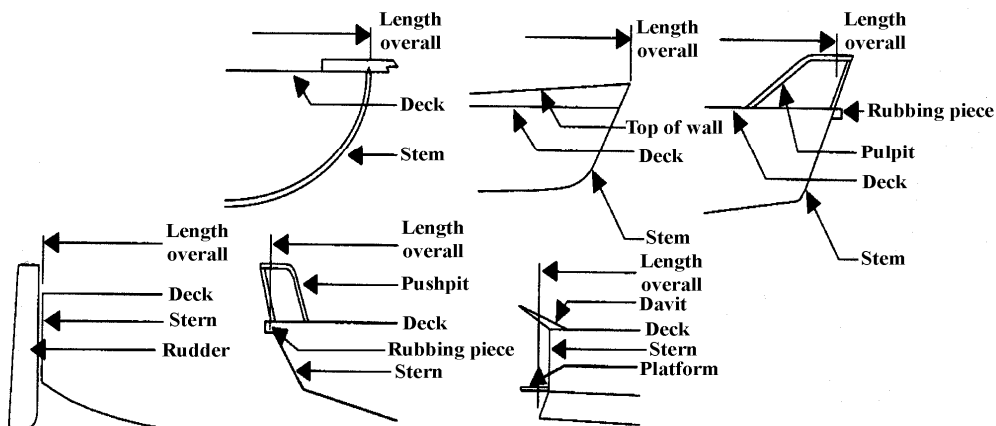 Length
overall
Deck
Stem
Length
overall
Top of wall
Deck
Stem
Length
overall
Rubbing piece
Pulpit
Deck
Stem
Length
overall
Deck
Stern
Rudder
Length
overall
Pushpit
Deck
Rubbing piece
Stern
Length
overall
Davit
Deck
Stern
Platform